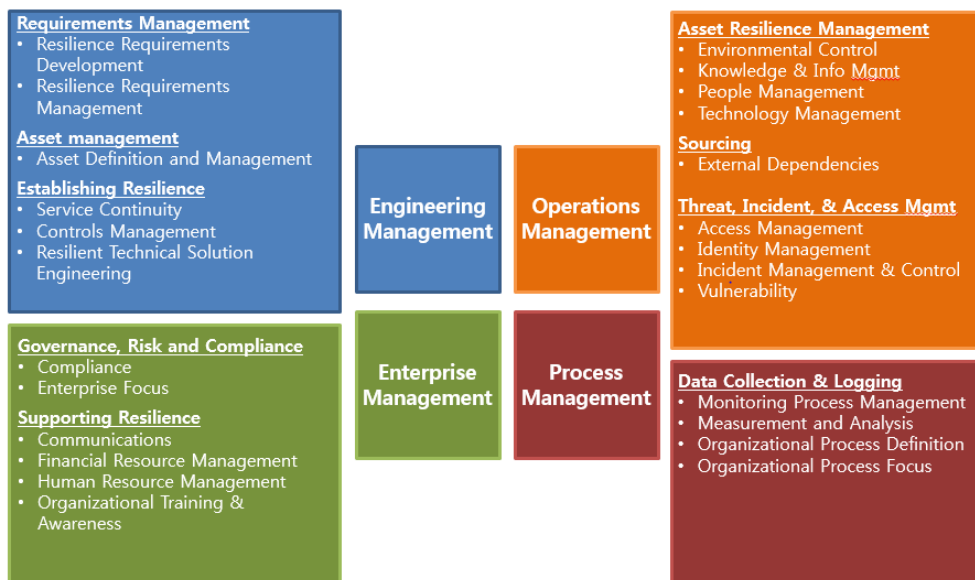 Requirements Management
• Resilience Requirements
Development
• Resilience Requirements
Management
Asset management
• Asset Definition and Management
Establishing Resilience
• Service Continuity
• Controls Management
• Resilient Technical Solution
Engineering
Engineering
Management
Operations
Management
Asset Resilience Management
• Environmental Control
• Knowledge & Info Mgmt
• People Management
• Technology Management
Sourcing
• External Dependencies
Threat, Incident, & Access Mgmt
• Access Management
• Identity Management
• Incident Management & Control
• Vulnerability
Governance, Risk and Compliance
• Compliance
• Enterprise Focus
Supporting Resilience
• Communications
• Financial Resource Management
• Human Resource Management
• Organizational Training &
Awareness
Enterprise
Management
Process
Management
Data Collection & Logging
• Monitoring Process Management
• Measurement and Analysis
• Organizational Process Definition
• Organizational Process Focus